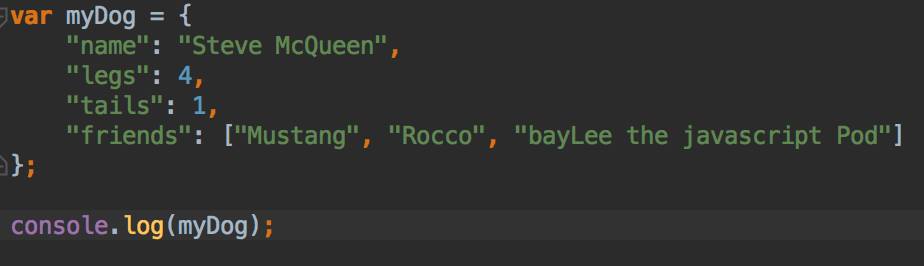 var myDog = {
    "name": "Steve McQueen",
    "legs": 4,
    "tails": 1,
    "friends": ["Mustang", "Rocco", "bayLee the javascript Pod"]
};

console.log(myDog);